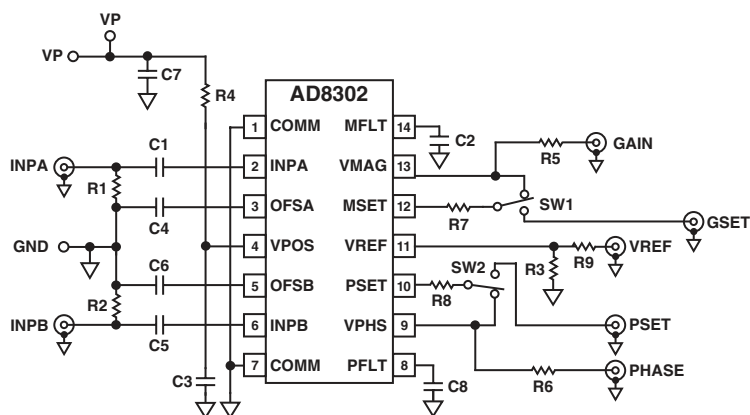 VP
VP
C7
R4
AD8302
1 COMM MFLT 14
C2
GAIN
R5
INPA
C1
2 INPA VMAG 13
R1
3 OFSA MSET 12
R7
SW1
GSET
C4
GND
4 VPOS VREF 11
R3
R9
VREF
C6
SW2
5 OFSB PSET 10
R8
R2
INPB
C5
6 INPB VPHS 9
PSET
7 COMM PFLT 8
C3
C8
R6
PHASE